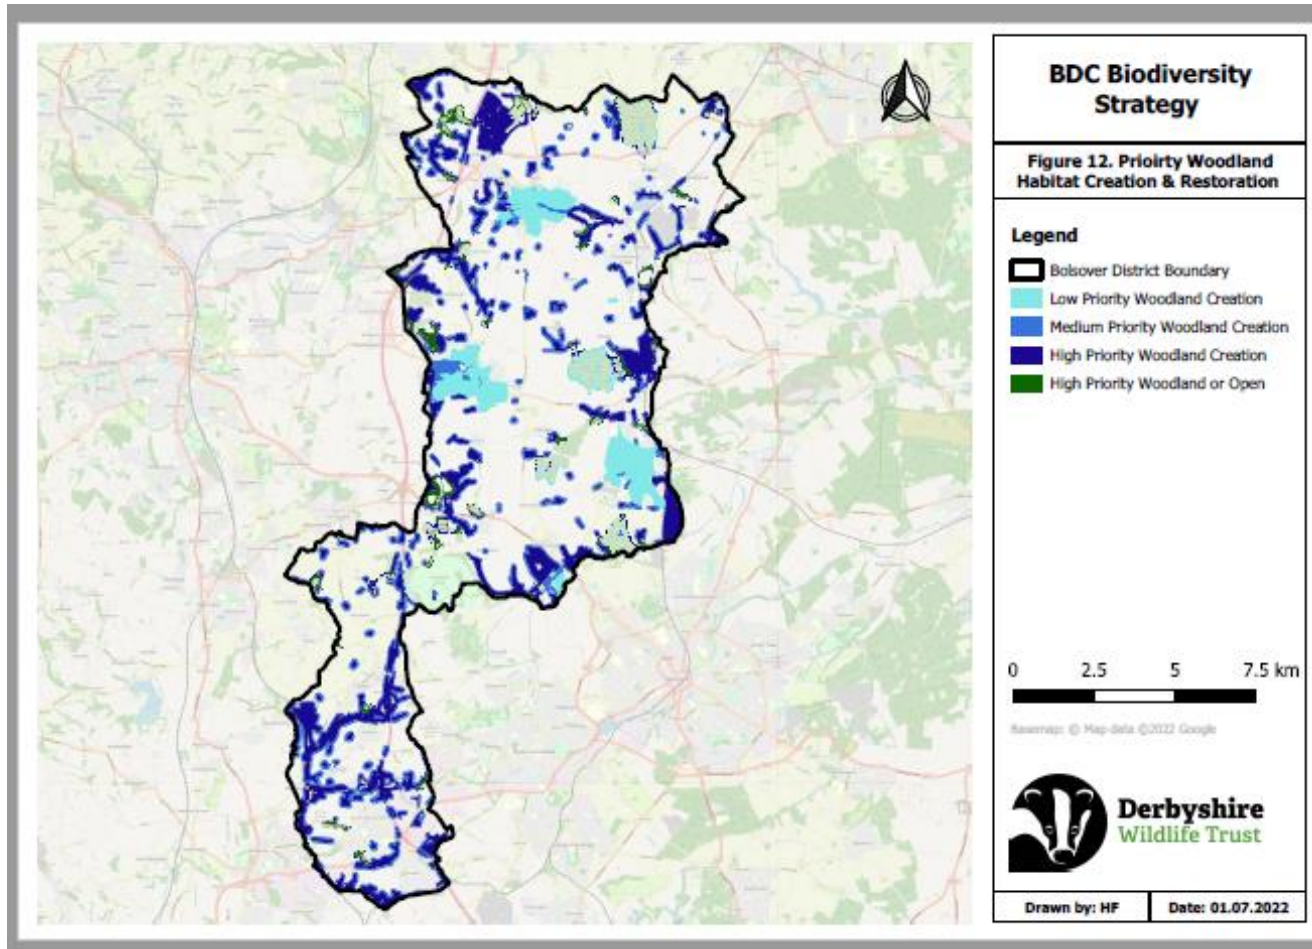 BDC Biodiversity
Strategy
Figure 12. Prioirty Woodland
Habitat Creation & Restoration
Legend
Bolsover District Boundary
Low Priority Woodland Creation
Medium Priority Woodland Creation
High Priority Woodland Creation
High Priority Woodland or Open
0 2.5 5 7.5 km
Basemap: © Map data ©2022 Google
Derbyshire
Wildlife Trust
Drawn by: HF
Date: 01.07.2022